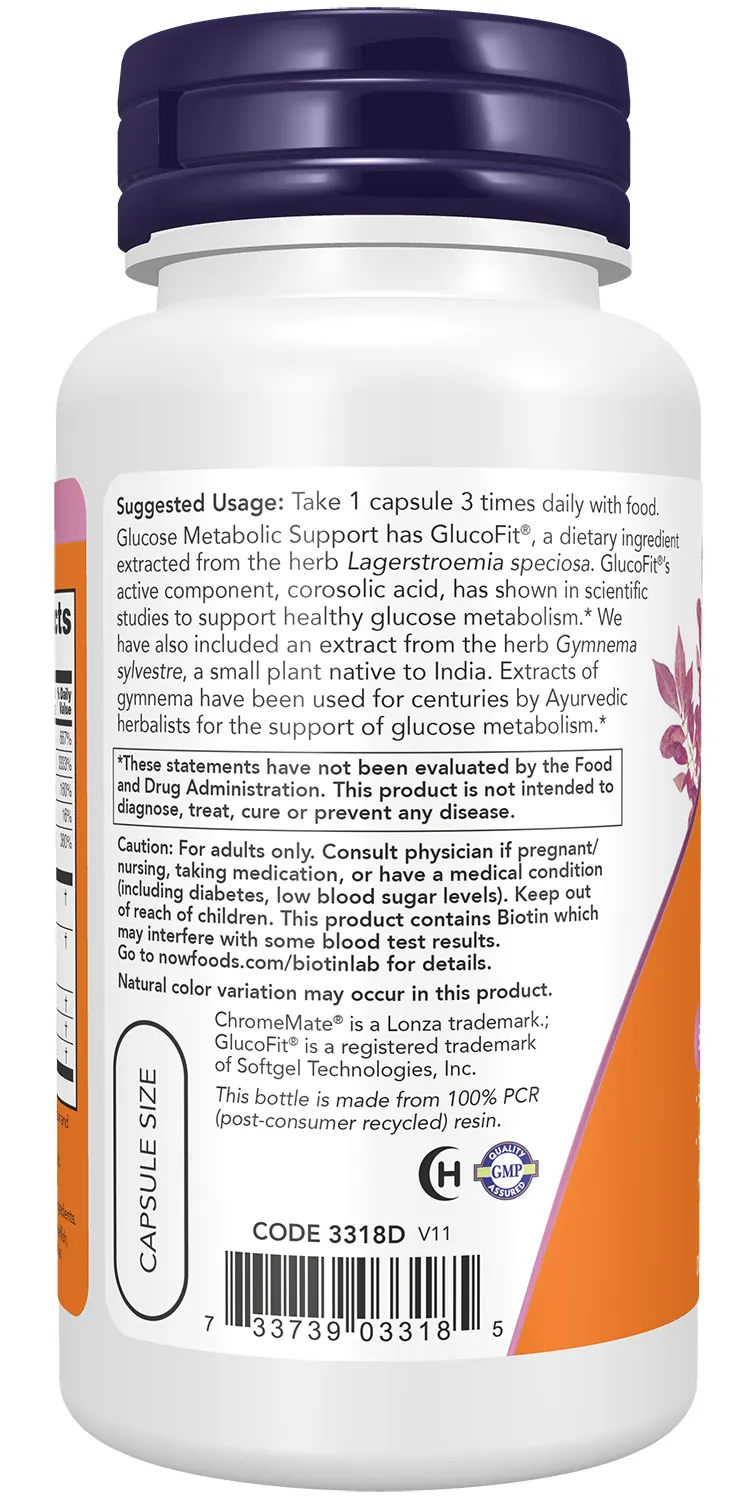 Suggested Usage: Take 1 capsule 3 times daily with food.
Glucose Metabolic Support has GlucoFit®, a dietary ingredient
extracted from the herb Lagerstroemia speciosa. GlucoFit®'s
active component, corosolic acid, has shown in scientific
studies to support healthy glucose metabolism.* We
have also included an extract from the herb Gymnema
sylvestre, a small plant native to India. Extracts of
gymnema have been used for centuries by Ayurvedic
herbalists for the support of glucose metabolism.*
*These statements have not been evaluated by the Food
and Drug Administration. This product is not intended to
diagnose, treat, cure or prevent any disease.
Caution: For adults only. Consult physician if pregnant/
nursing, taking medication, or have a medical condition
(including diabetes, low blood sugar levels). Keep out
of reach of children. This product contains Biotin which
may interfere with some blood test results.
Go to nowfoods.com/biotinlab for details.
Natural color variation may occur in this product.
ChromeMate® is a Lonza trademark.;
GlucoFit® is a registered trademark
of Softgel Technologies, Inc.
This bottle is made from 100% PCR
(post-consumer recycled) resin.
CAPSULE SIZE
H
QUALITY
GMP
ASSURED
CODE 3318D V11
7 33739 03318 5
cts
% Daily
Value
667%
3333%
180%
16%
380%
†
†
†
†
†